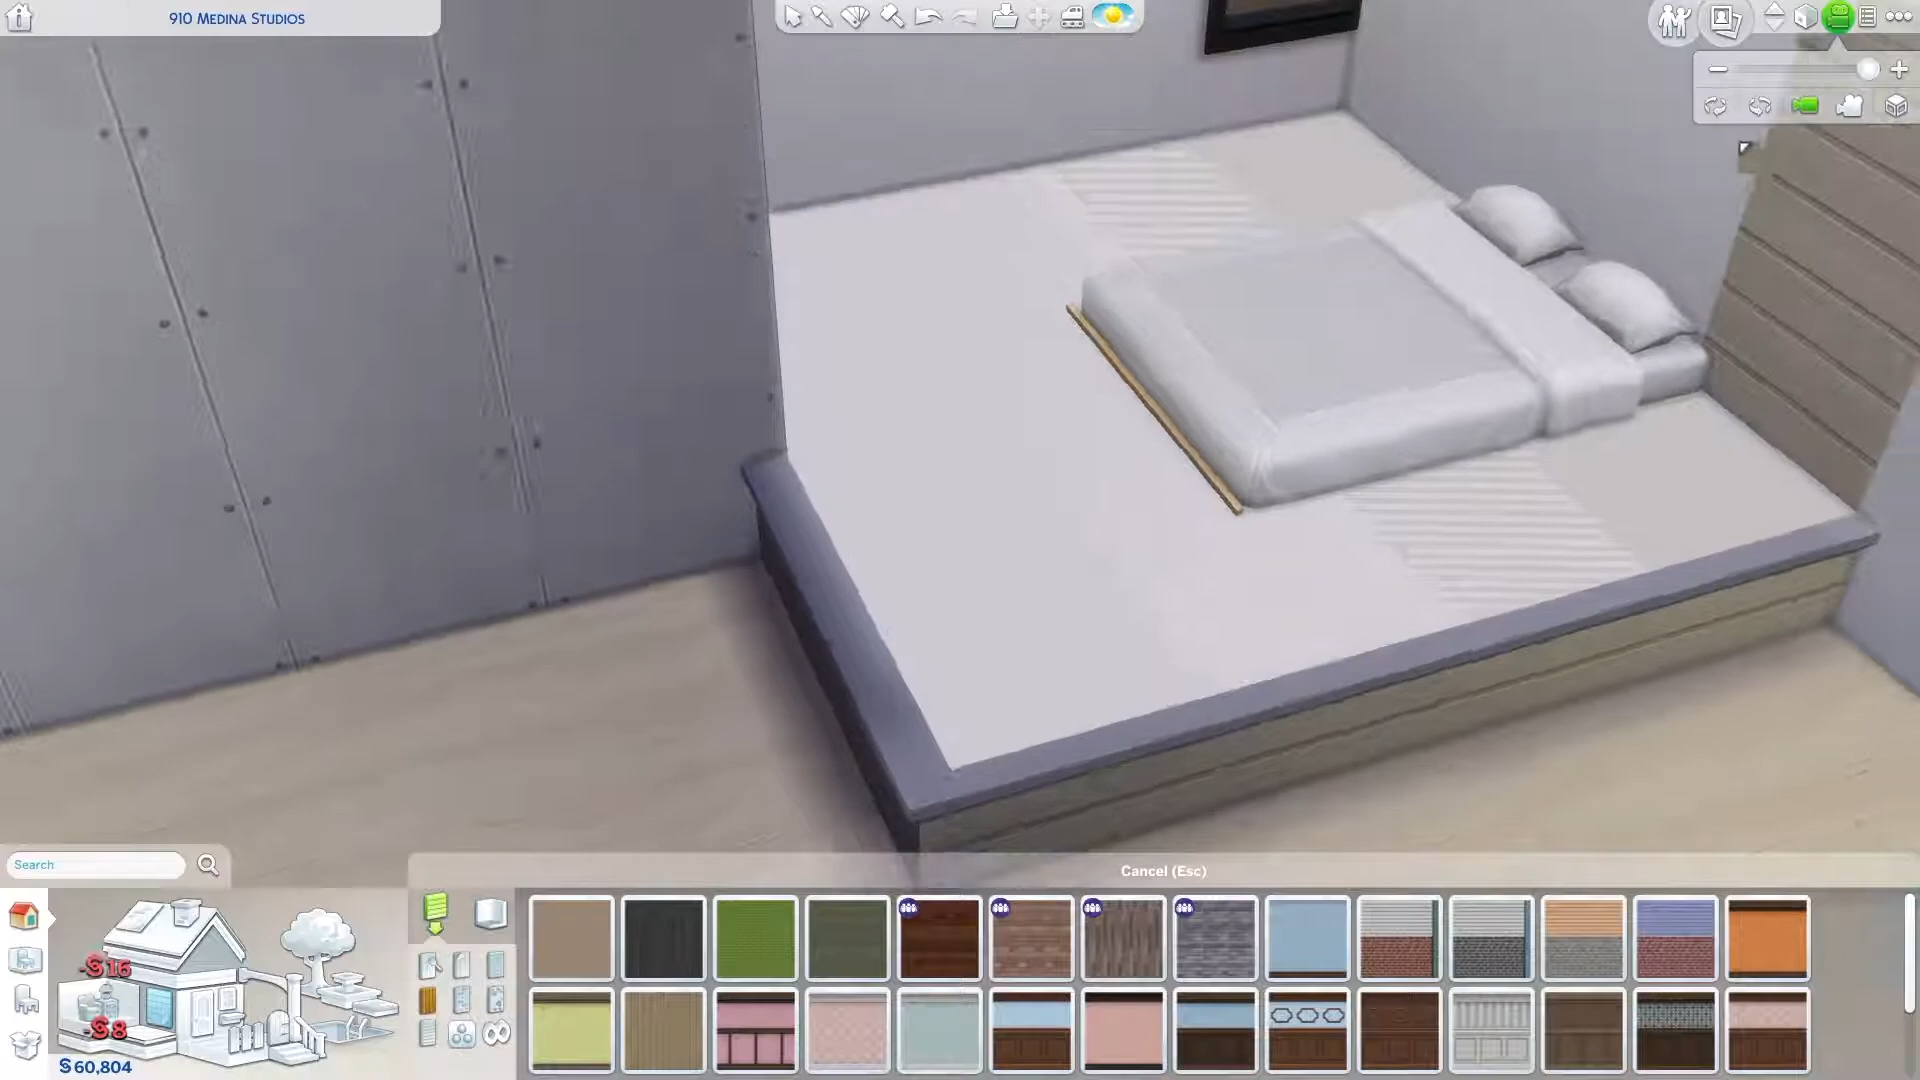 910 MEDINA STUDIOS
Search
Cancel (Esc)
-§16
-§8
§60,804